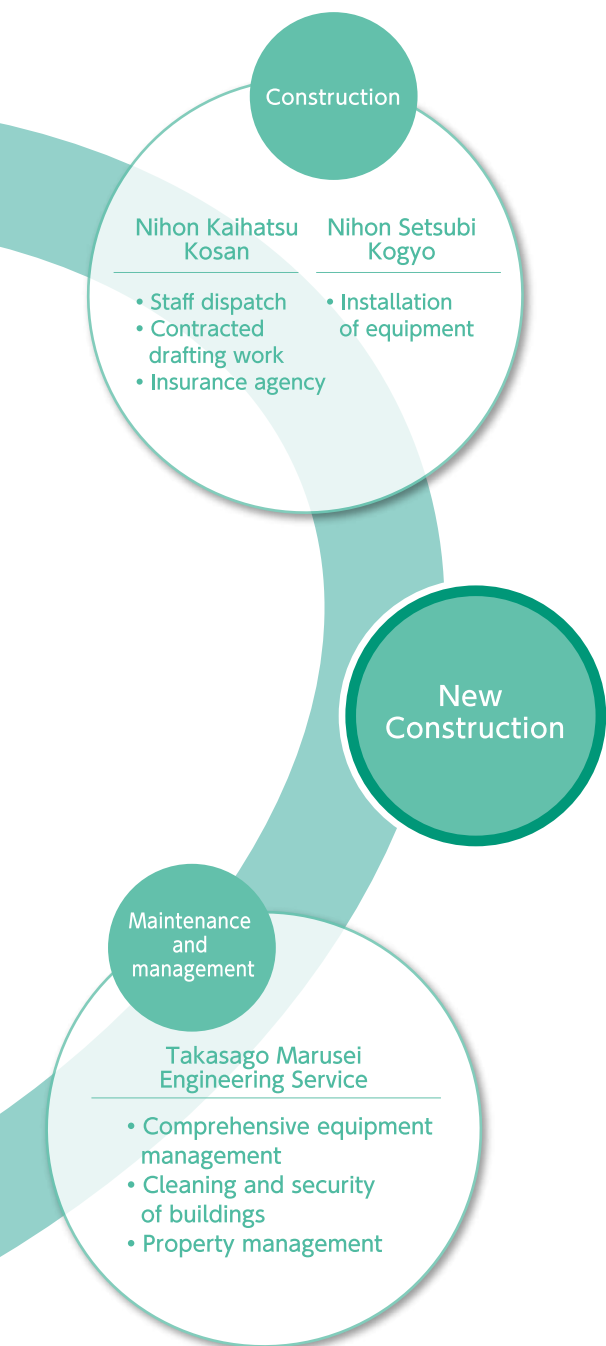 Construction
Nihon Kaihatsu
Kosan
• Staff dispatch
• Contracted
drafting work
• Insurance agency
Nihon Setsubi
Kogyo
• Installation
of equipment
New
Construction
Maintenance
and
management
Takasago Marusei
Engineering Service
• Comprehensive equipment
management
• Cleaning and security
of buildings
• Property management